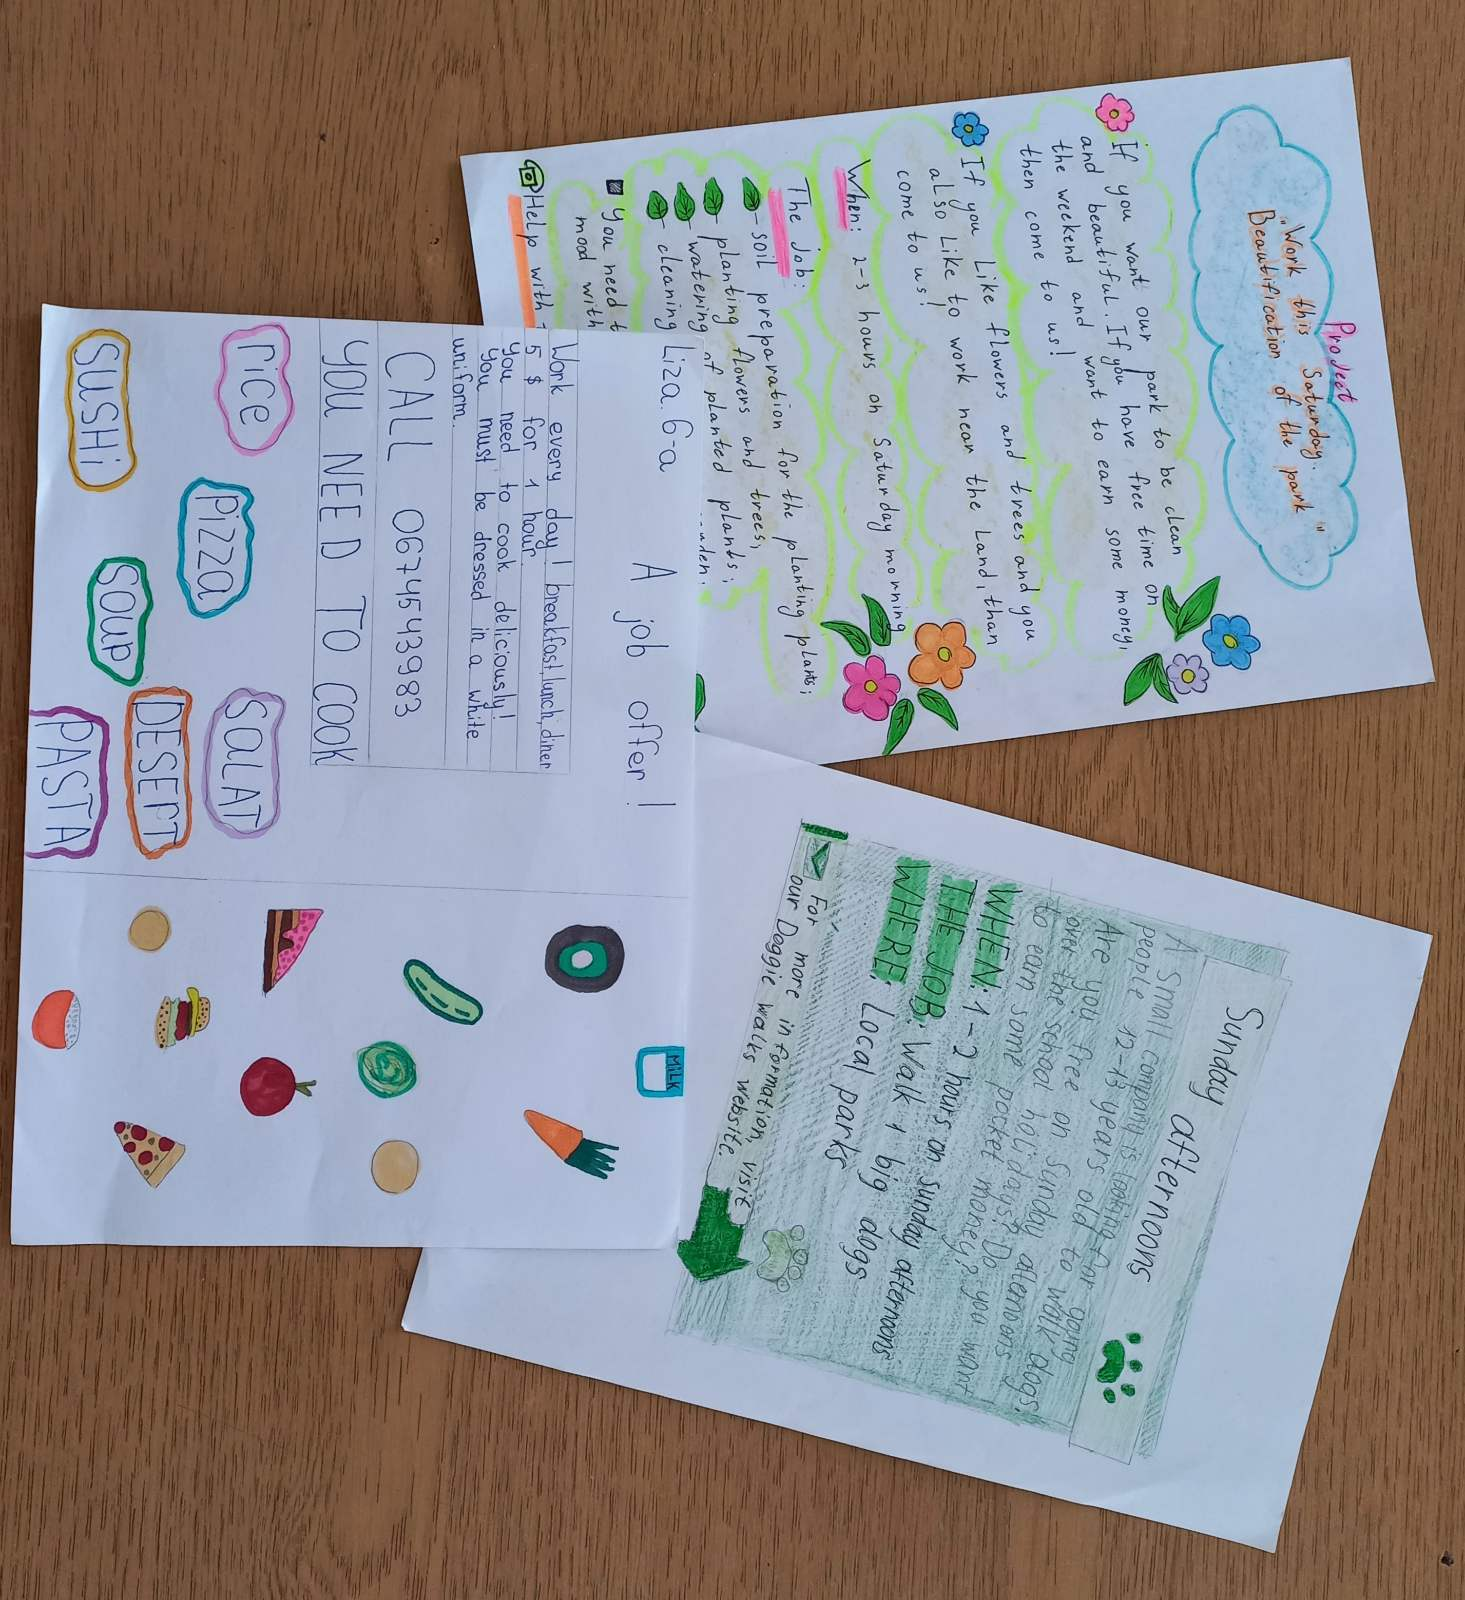 Project
"Work this Saturday.
Beautification of the park"
If you want our park to be clean
and beautiful. If you have free time on
the weekend and want to earn some money,
then come to us!
If you like flowers and trees and you
also like to work near the land, than
come to us!
When: 2-3 hours on Saturday morning
The Job:
- soil preparation for the planting plants;
- planting flowers and trees;
- watering of planted plants;
- cleaning
You need t
mood with
Help with
Liza. 6-a
A job offer!
Work every day! breakfast, lunch, diner
5 $ for 1 hour.
you need to cook deliciously!
you must be dressed in a white
uniform.
CALL 0674543983
YOU NEED TO COOK
rice
Pizza
SALAT
SUSHi
SOUP
DESEPT
PASTA
MiLK
Sunday afternoons
A small company is looking for going
people 12-13 years old to walk dogs.
Are you free on Sunday aternoons
over the school holidays? Do you want
to earn some pocket money?
WHEN: 1-2 hours on Sunday afternoons
THE JOB: Walk 4 big dogs
WHERE: Local parks
For more information, visit
our Doggie walks website.